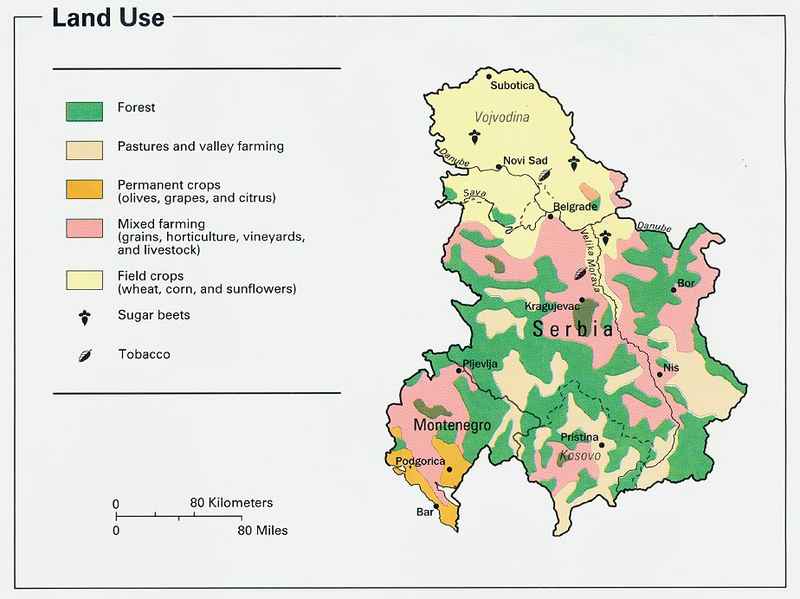 Land Use
Forest
Pastures and valley farming
Permanent crops
(olives, grapes, and citrus)
Mixed farming
(grains, horticulture, vineyards,
and livestock)
Field crops
(wheat, corn, and sunflowers)
Sugar beets
Tobacco
0 80 Kilometers
0 80 Miles
Subotica
Vojvodina
Danube
Novi Sad
Sava
Belgrade
Danube
Velika Morava
Bor
Kragujevac
Serbia
Pljevlja
Nis
Montenegro
Pristina
Kosovo
Podgorica
Bar